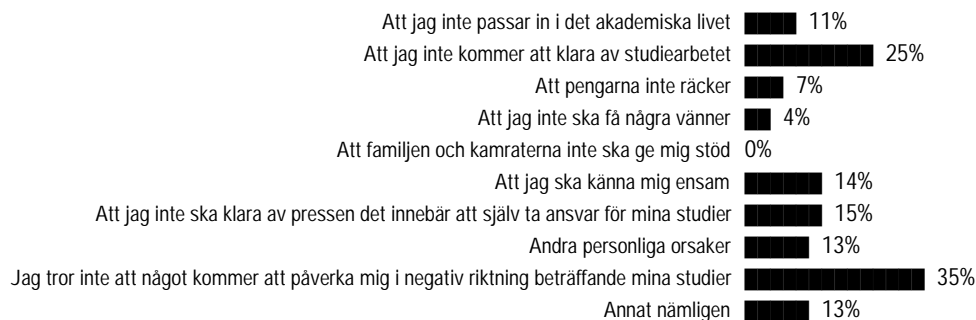 Att jag inte passar in i det akademiska livet 11%
Att jag inte kommer att klara av studiearbetet 25%
Att pengarna inte räcker 7%
Att jag inte ska få några vänner 4%
Att familjen och kamraterna inte ska ge mig stöd 0%
Att jag ska känna mig ensam 14%
Att jag inte ska klara av pressen det innebär att själv ta ansvar för mina studier 15%
Andra personliga orsaker 13%
Jag tror inte att något kommer att påverka mig i negativ riktning beträffande mina studier 35%
Annat nämligen 13%